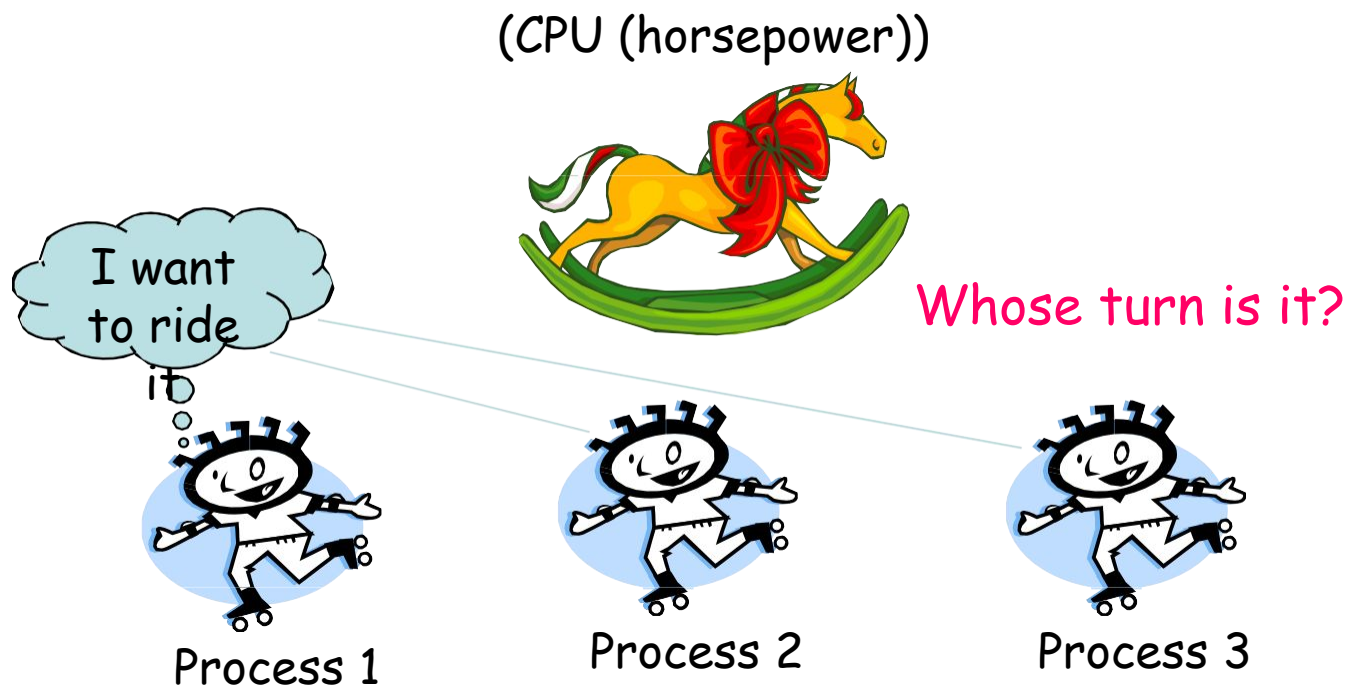 (CPU (horsepower))
I want
to ride
it
Whose turn is it?
Process 1
Process 2
Process 3